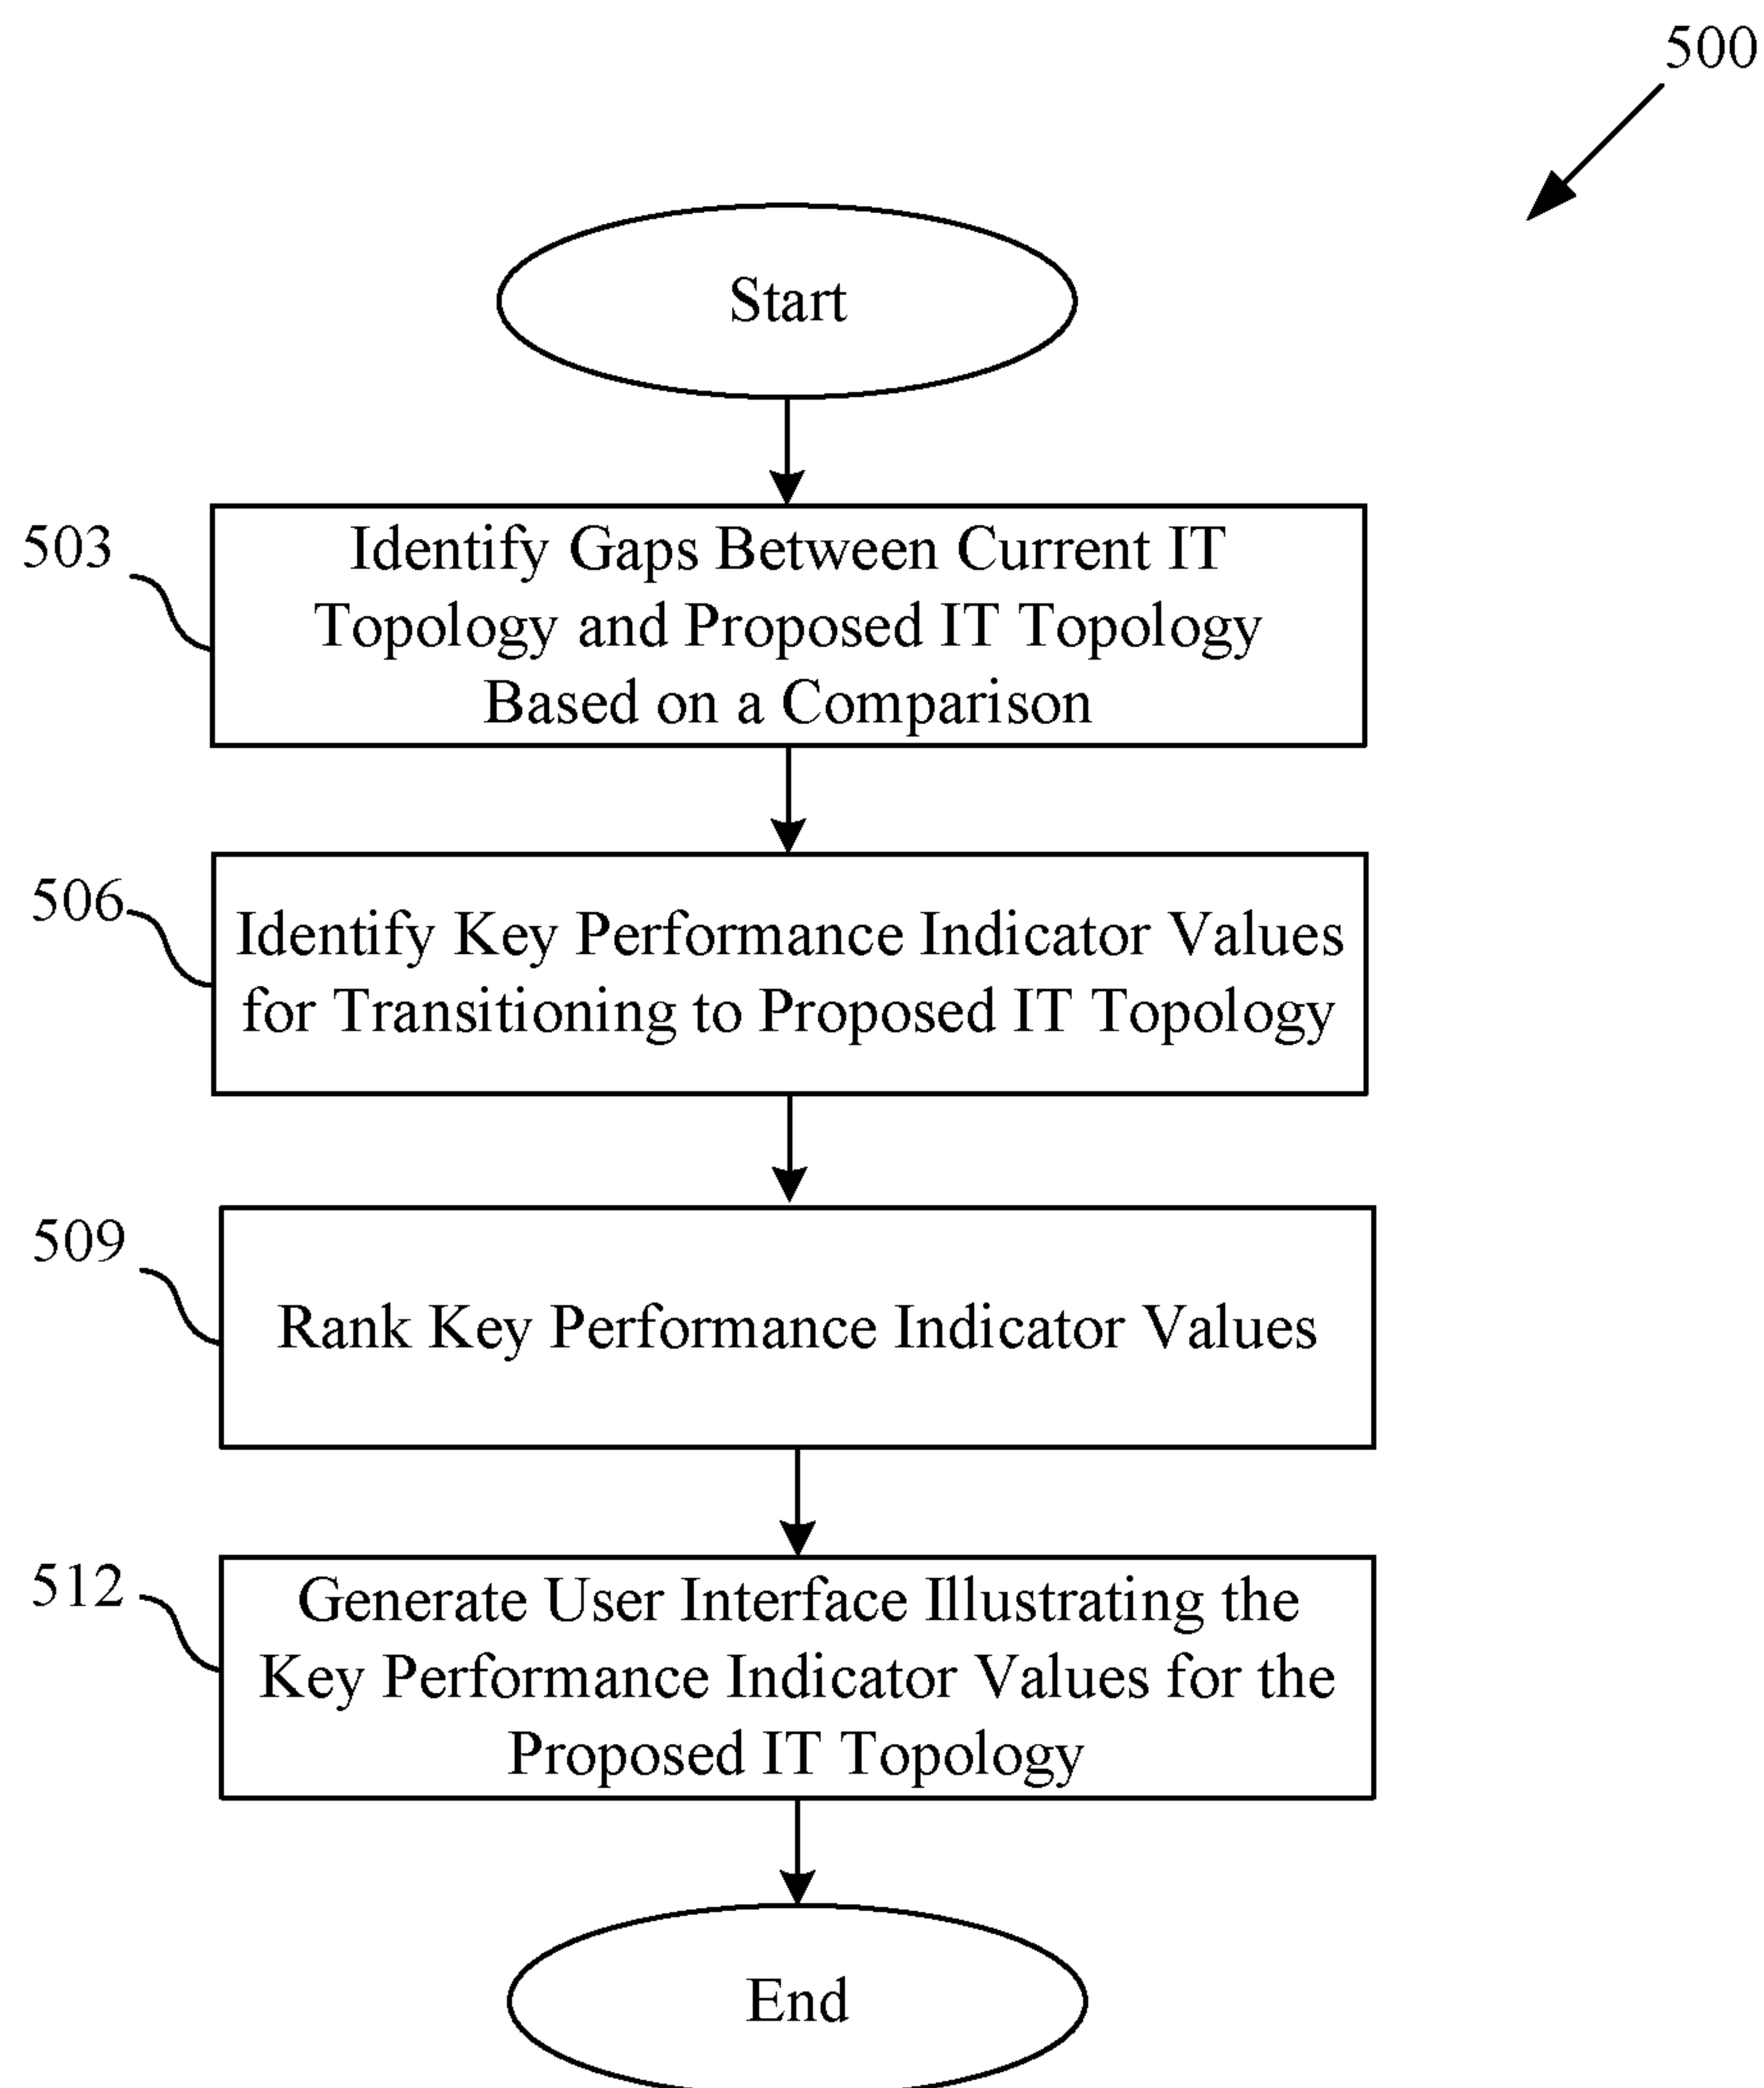 500
Start
503
Identify Gaps Between Current IT
Topology and Proposed IT Topology
Based on a Comparison
506
Identify Key Performance Indicator Values
for Transitioning to Proposed IT Topology
509
Rank Key Performance Indicator Values
512
Generate User Interface Illustrating the
Key Performance Indicator Values for the
Proposed IT Topology
End